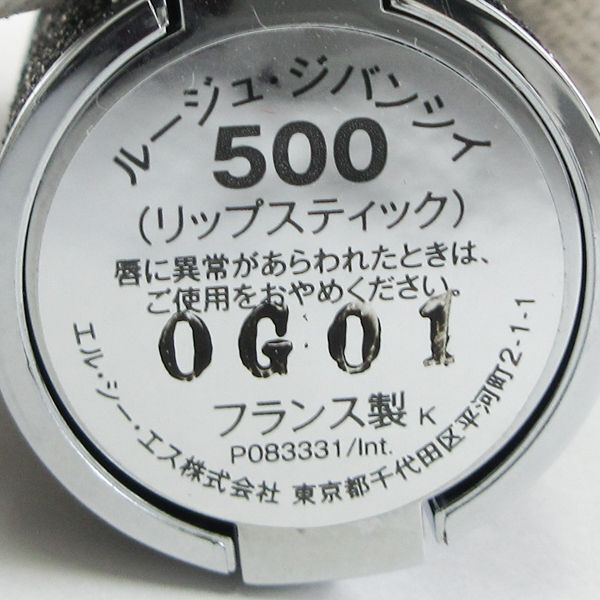 ルージュ・ジバンシイ
500
(リップスティック)
唇に異常があらわれたときは、
ご使用をおやめください。
0G01
フランス製 K
P083331/Int.
エル・シー・エス株式会社 東京都千代田区平河町2-1-1